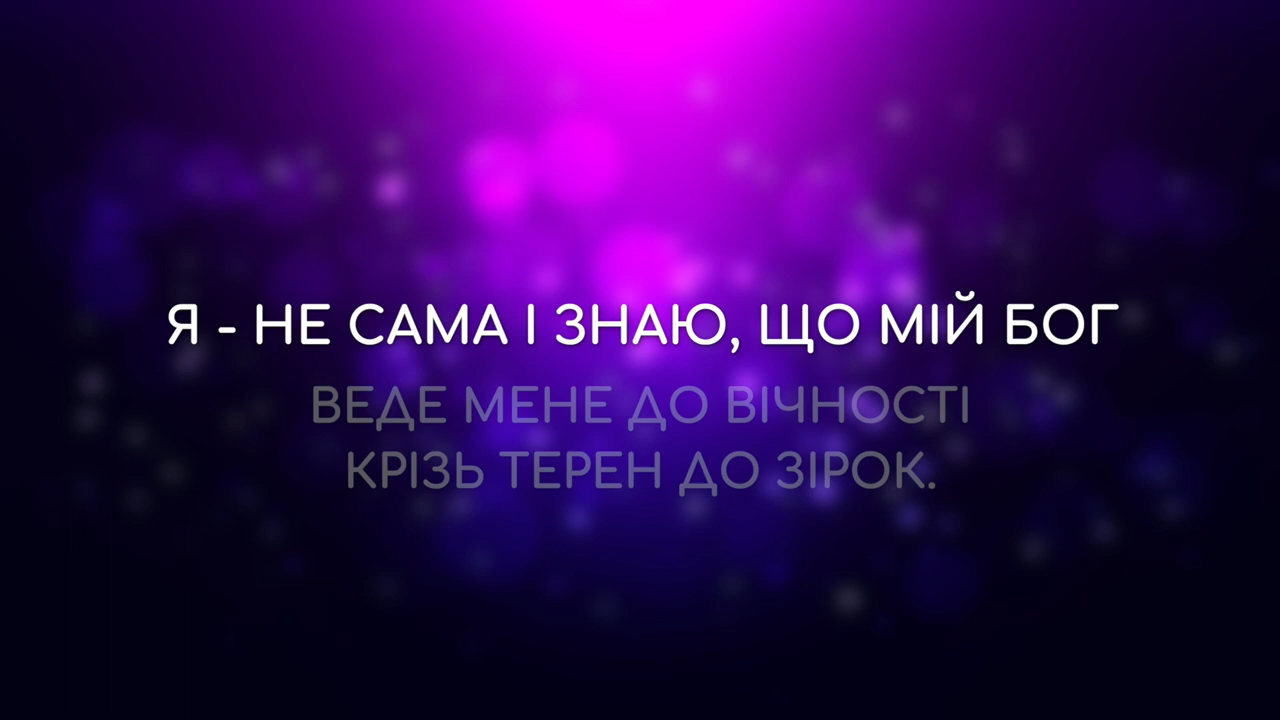 Я - НЕ САМА І ЗНАЮ, ЩО МІЙ БОГ
ВЕДЕ МЕНЕ ДО ВІЧНОСТІ
КРІЗЬ ТЕРЕН ДО ЗІРОК.